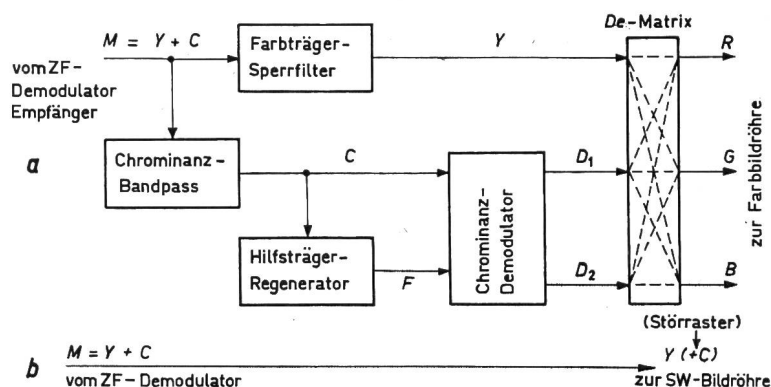 De-Matrix
M = Y + C
Farbträger-
Sperrfilter
Y
R
vom ZF-
Demodulator
Empfänger
a
Chrominanz-
Bandpass
C
Chrominanz-
Demodulator
D1
G
zur Farbbildröhre
Hilfsträger-
Regenerator
F
D2
B
(Störraster)
b
M = Y + C
Y (+C)
vom ZF-Demodulator
zur SW-Bildröhre